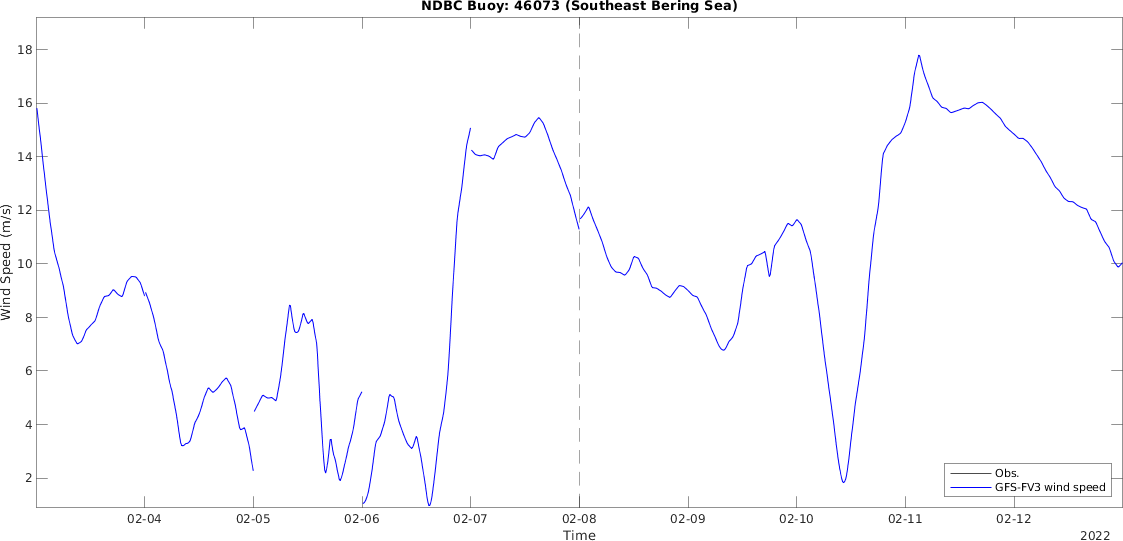 NDBC Buoy: 46073 (Southeast Bering Sea)
18
16
14
12
10
8
6
4
2
Wind Speed (m/s)
Obs.
GFS-FV3 wind speed
02-04 02-05 02-06 02-07 02-08 02-09 02-10 02-11 02-12
Time
2022